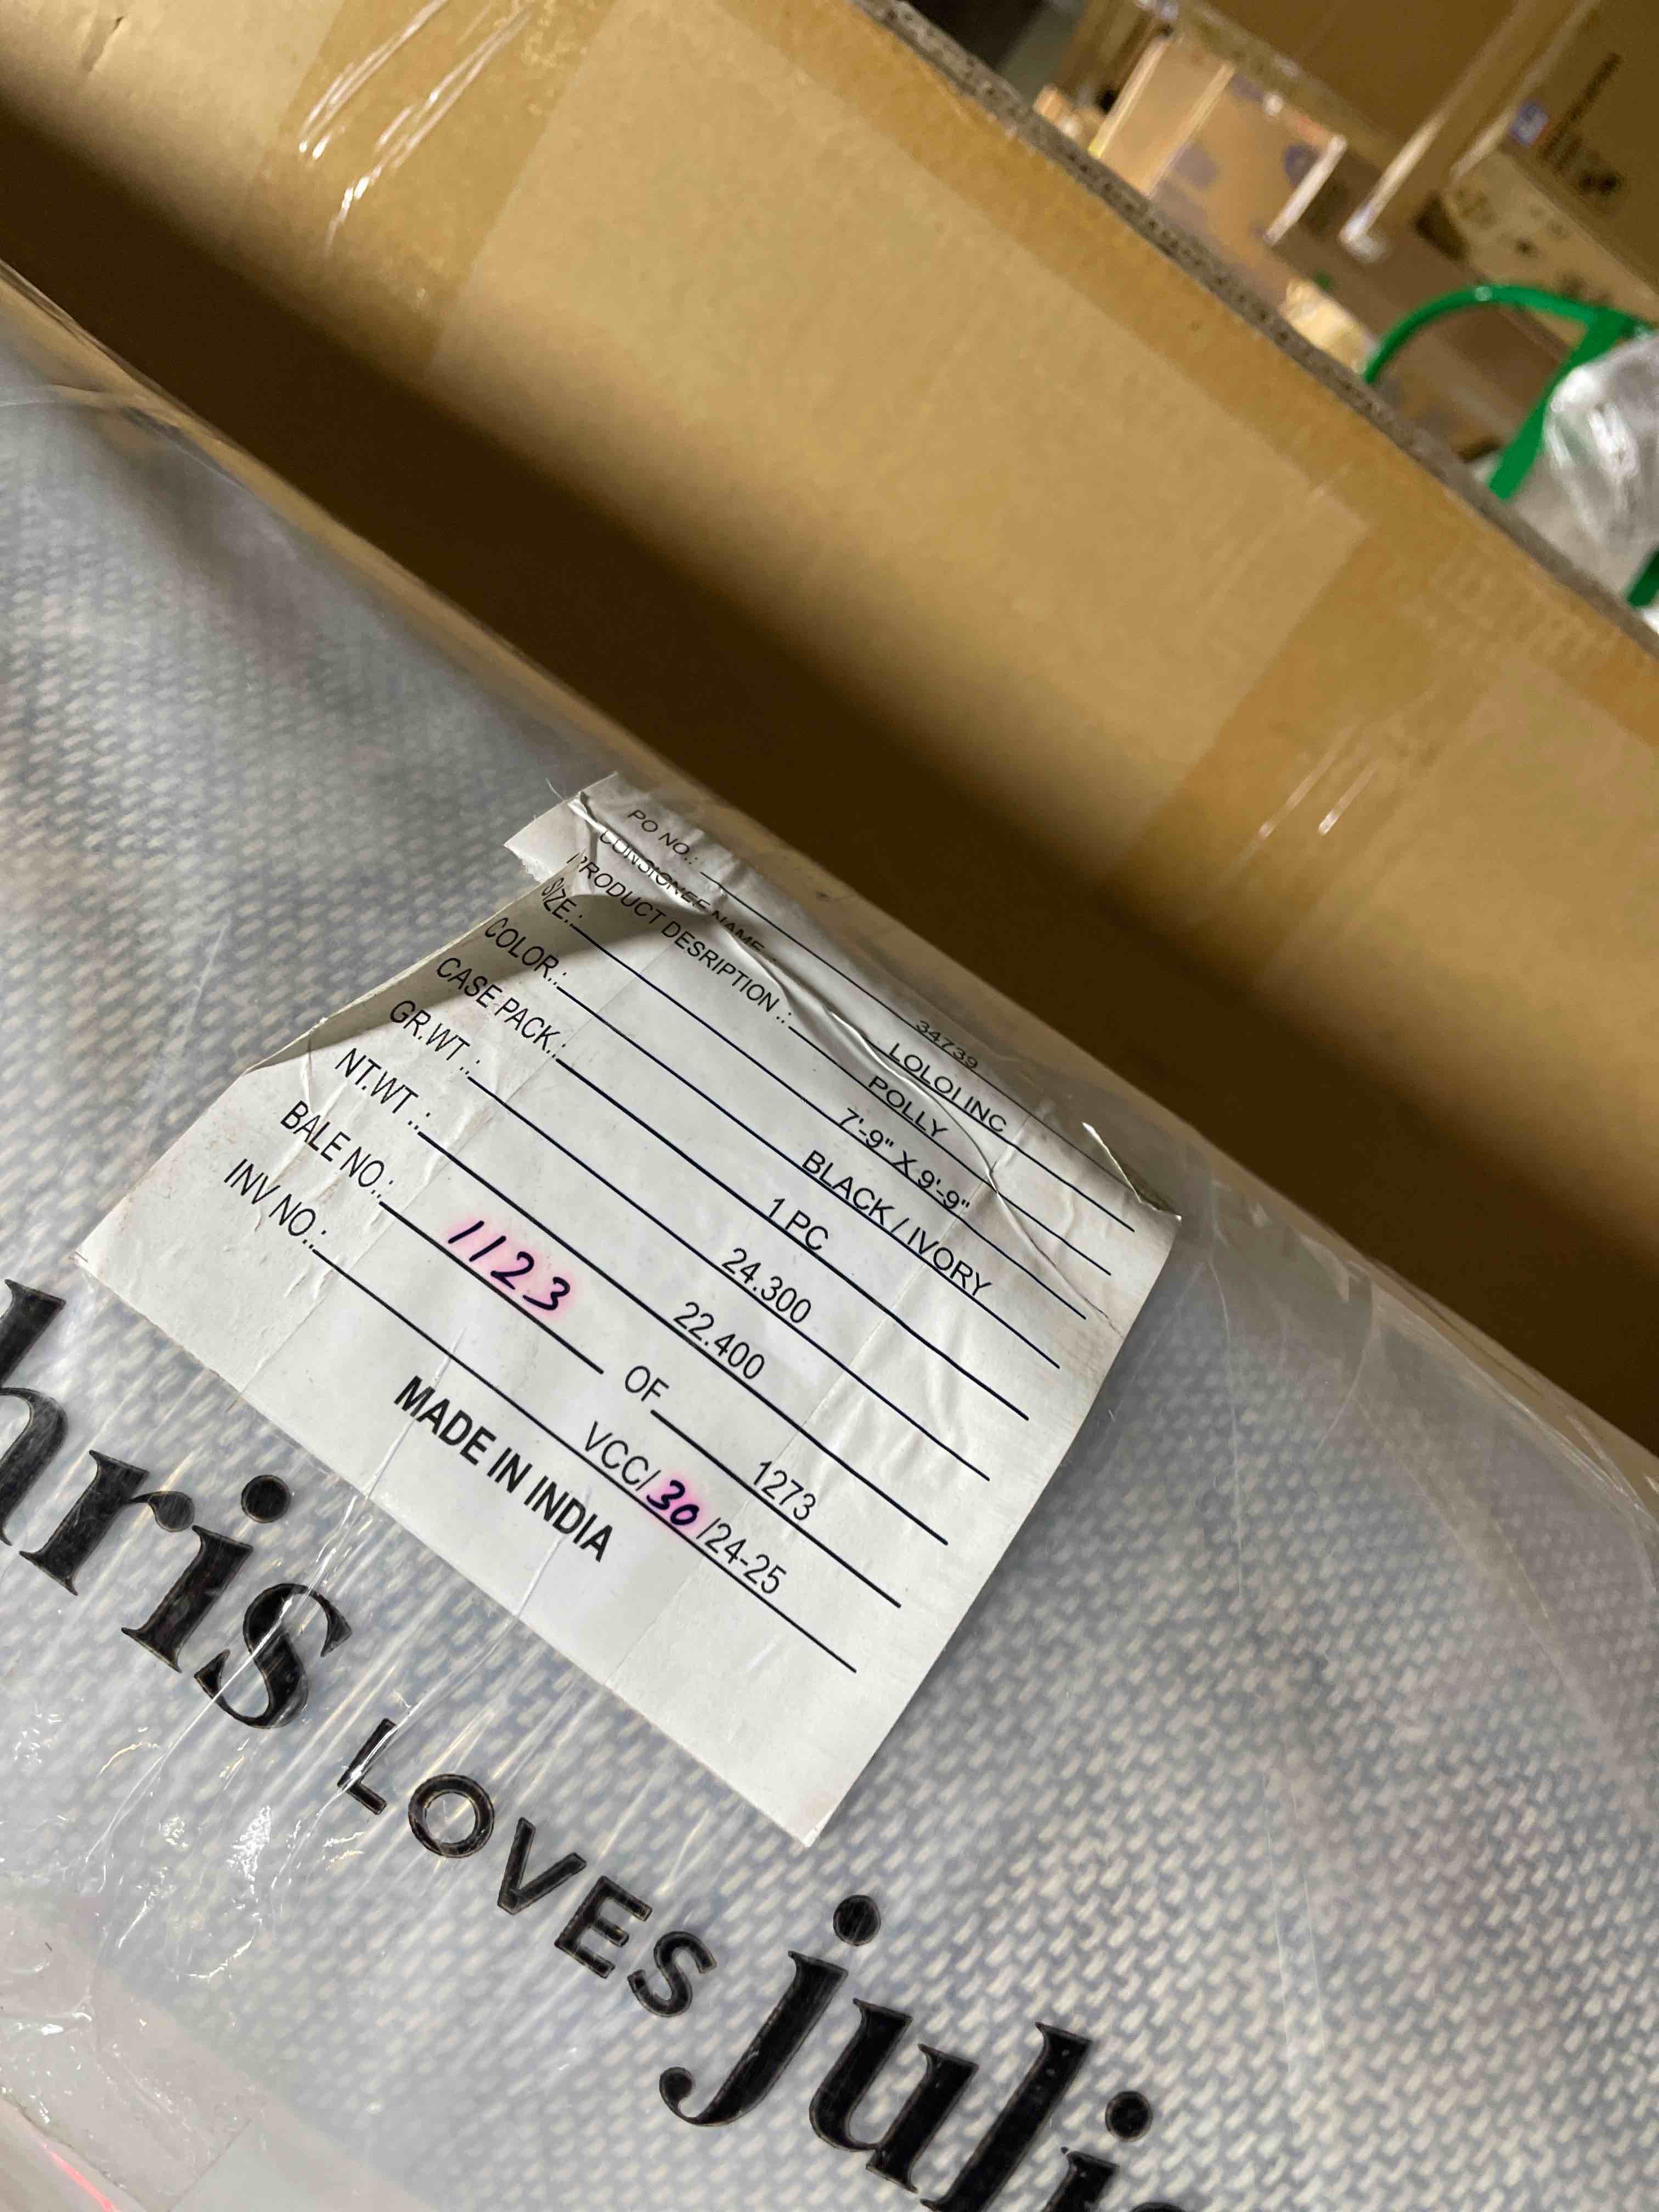 PO NO.: 34739
CONSIGNEE NAME LOLOI INC
PRODUCT DESRIPTION .: POLLY
SIZE.: 7'-9" X 9'-9"
COLOR.: BLACK / IVORY
CASE PACK.: 1 PC
GR.WT .: 24.300
NT.WT .: 22.400
BALE NO.: 1123 OF 1273
INV NO.: VCC/30/24-25
MADE IN INDIA
hris LOVES juli